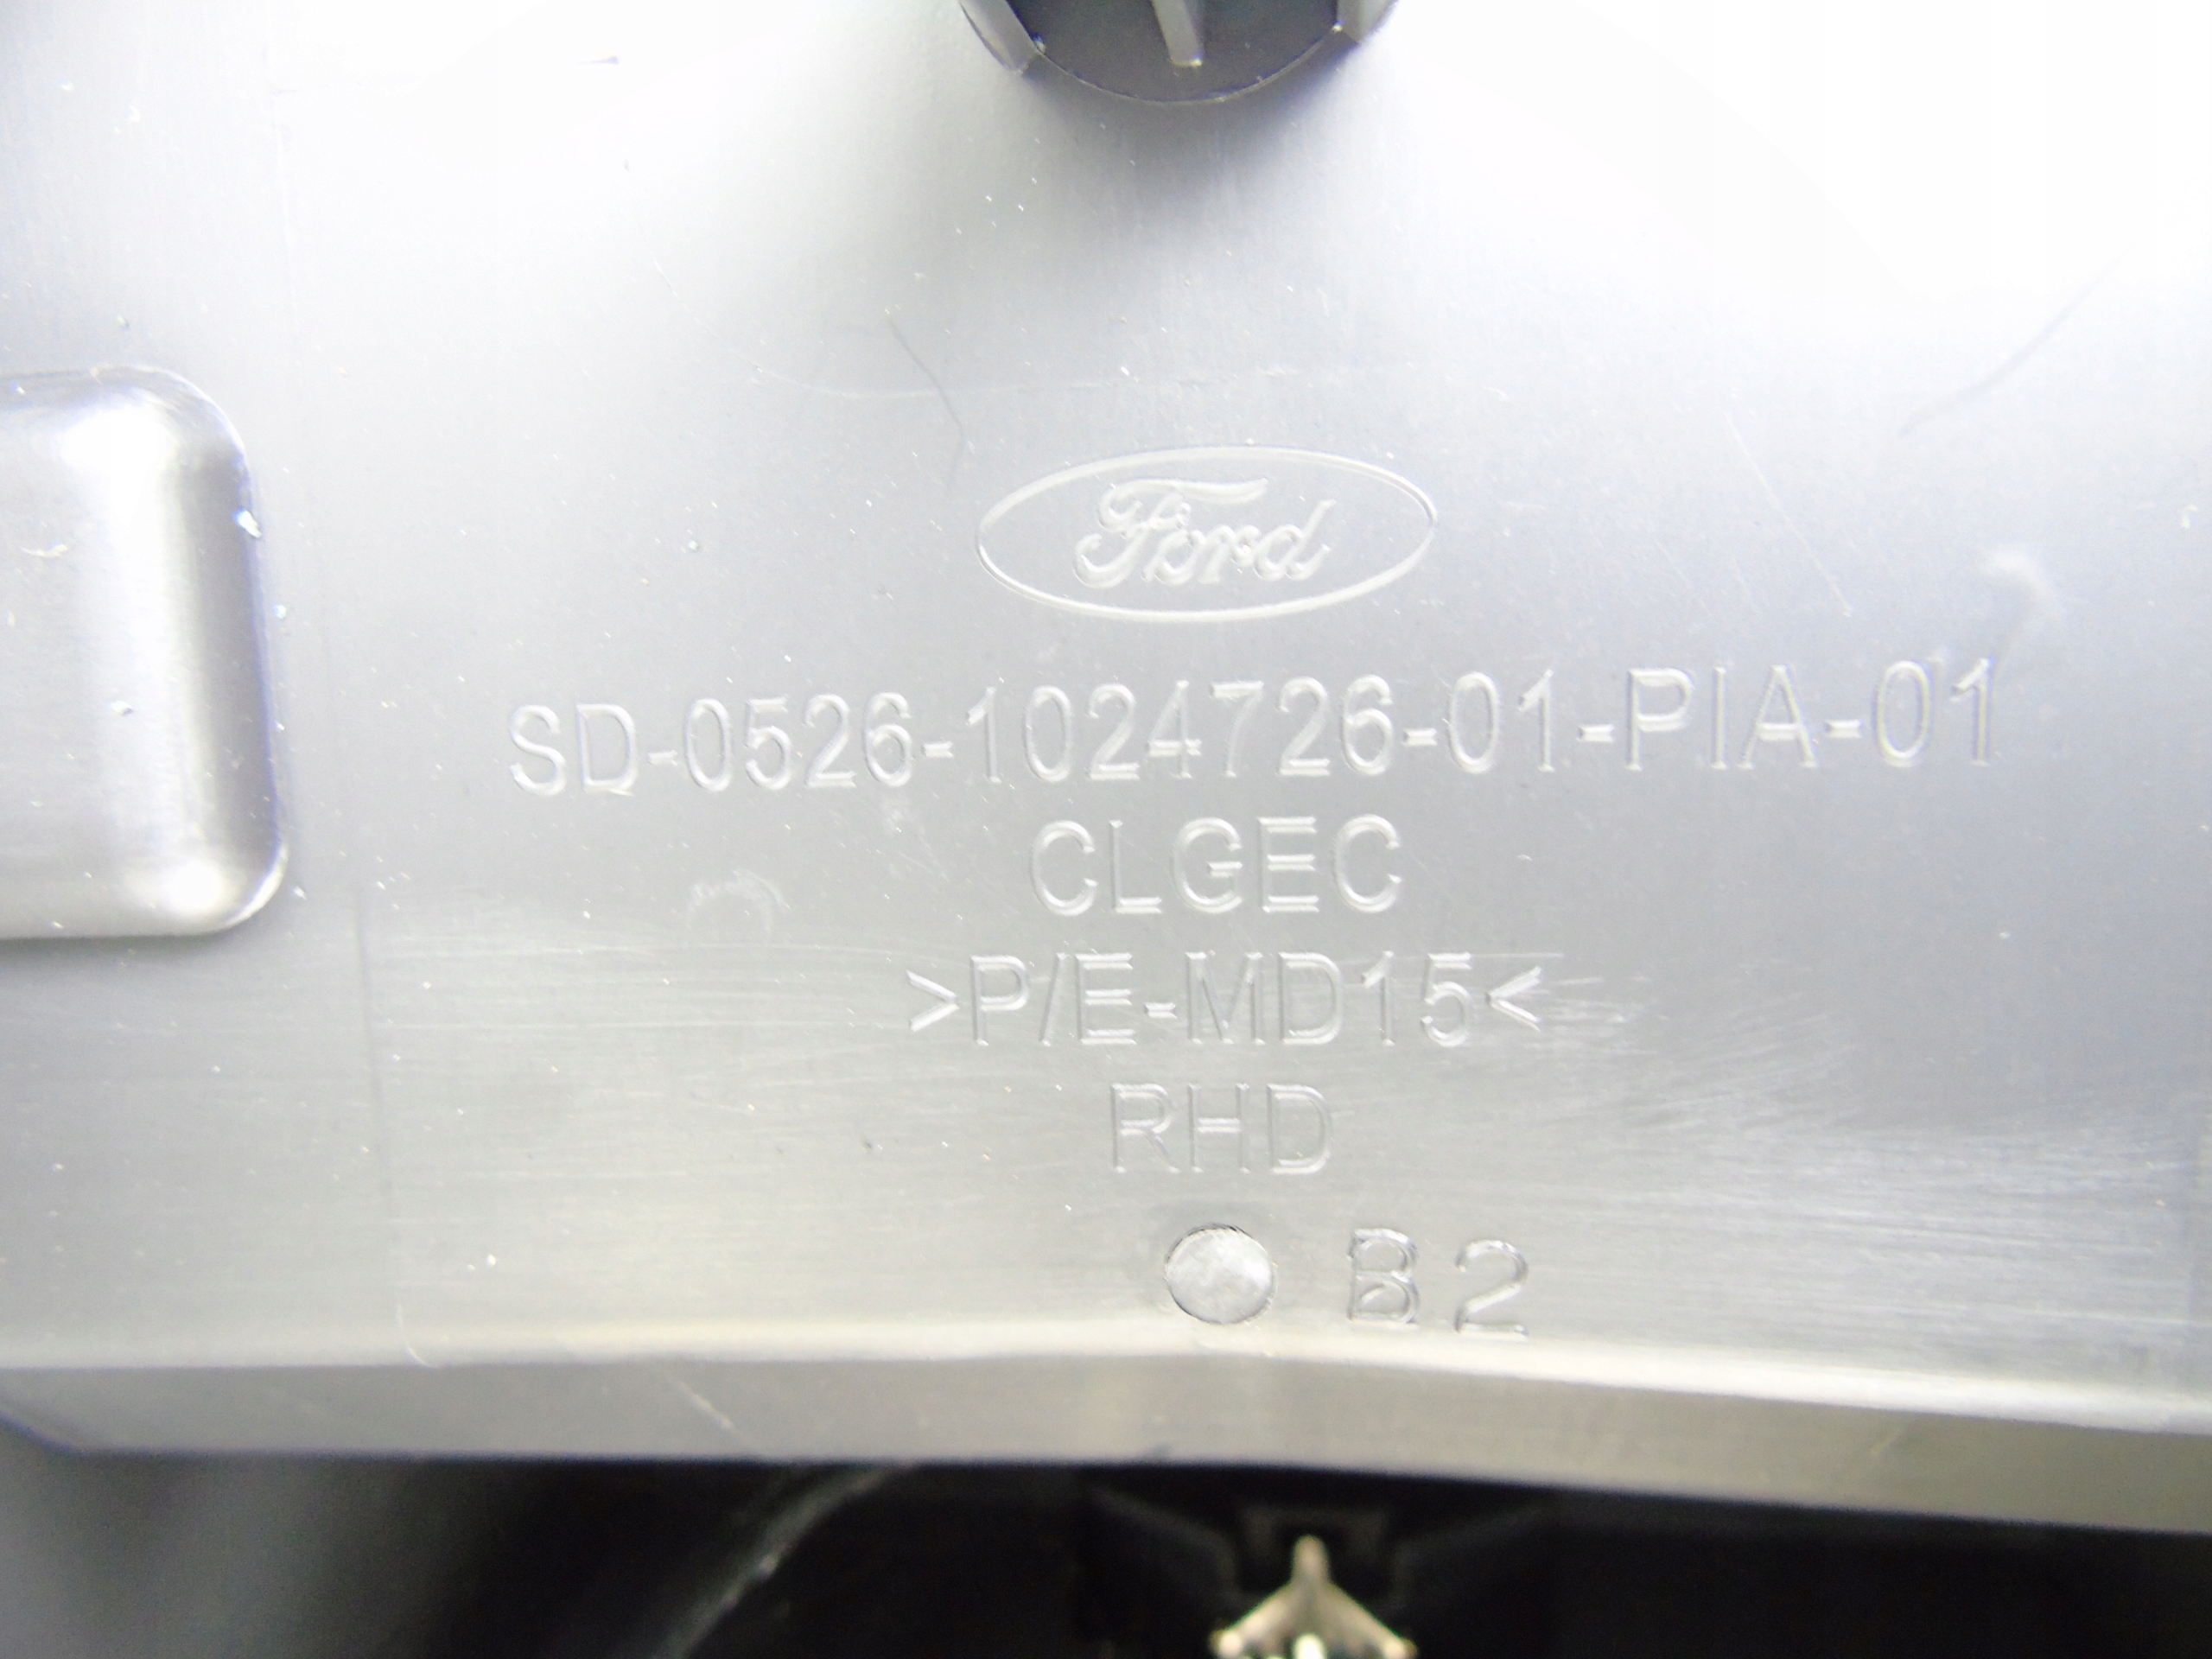 Ford
SD-0526-1024726-01-PIA-01
CLGEC
>P/E-MD15<
RHD
B2